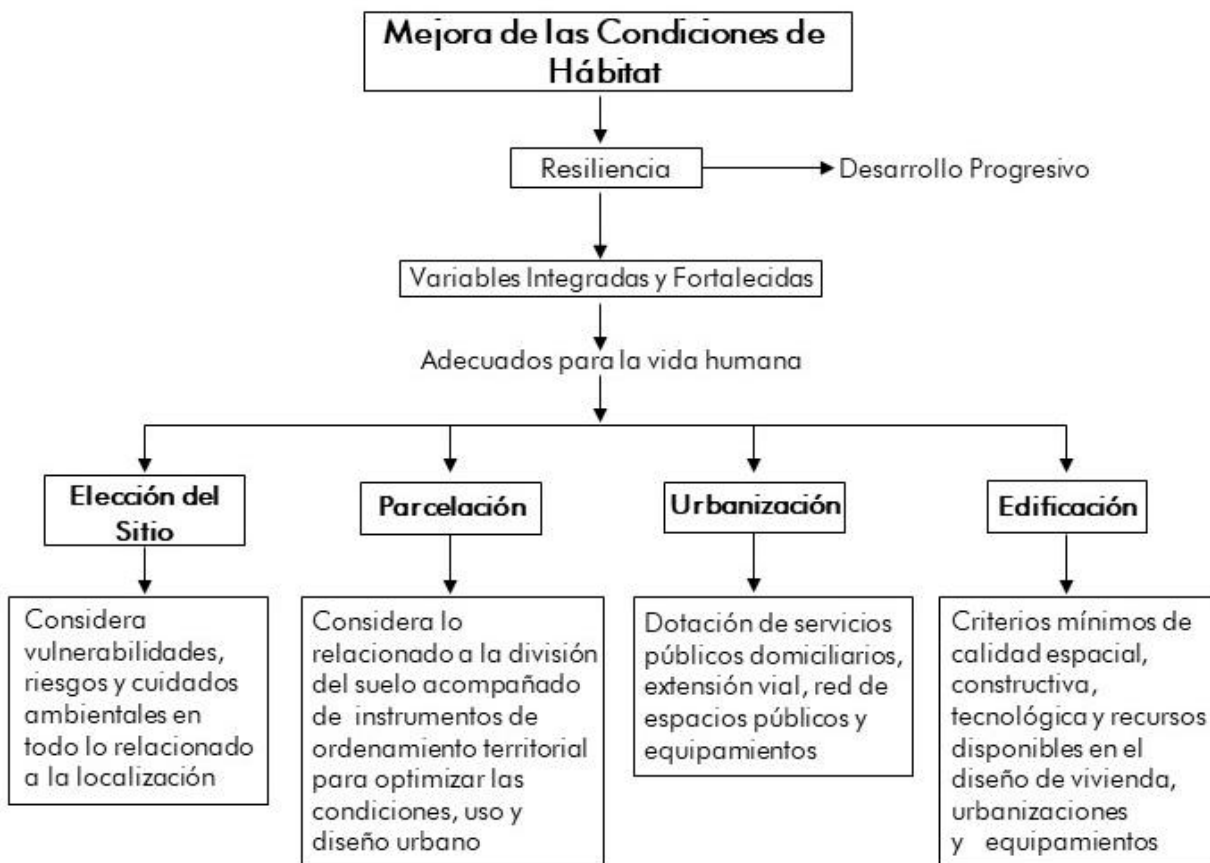 Mejora de las Condiciones de
Hábitat
Resiliencia
Desarrollo Progresivo
Variables Integradas y Fortalecidas
Adecuados para la vida humana
Elección del
Sitio
Parcelación
Urbanización
Edificación
Considera
vulnerabilidades,
riesgos y cuidados
ambientales en
todo lo relacionado
a la localización
Considera lo
relacionado a la división
del suelo acompañado
de instrumentos de
ordenamiento territorial
para optimizar las
condiciones, uso y
diseño urbano
Dotación de servicios
públicos domiciliarios,
extensión vial, red de
espacios públicos y
equipamientos
Criterios mínimos de
calidad espacial,
constructiva,
tecnológica y recursos
disponibles en el
diseño de vivienda,
urbanizaciones
y equipamientos